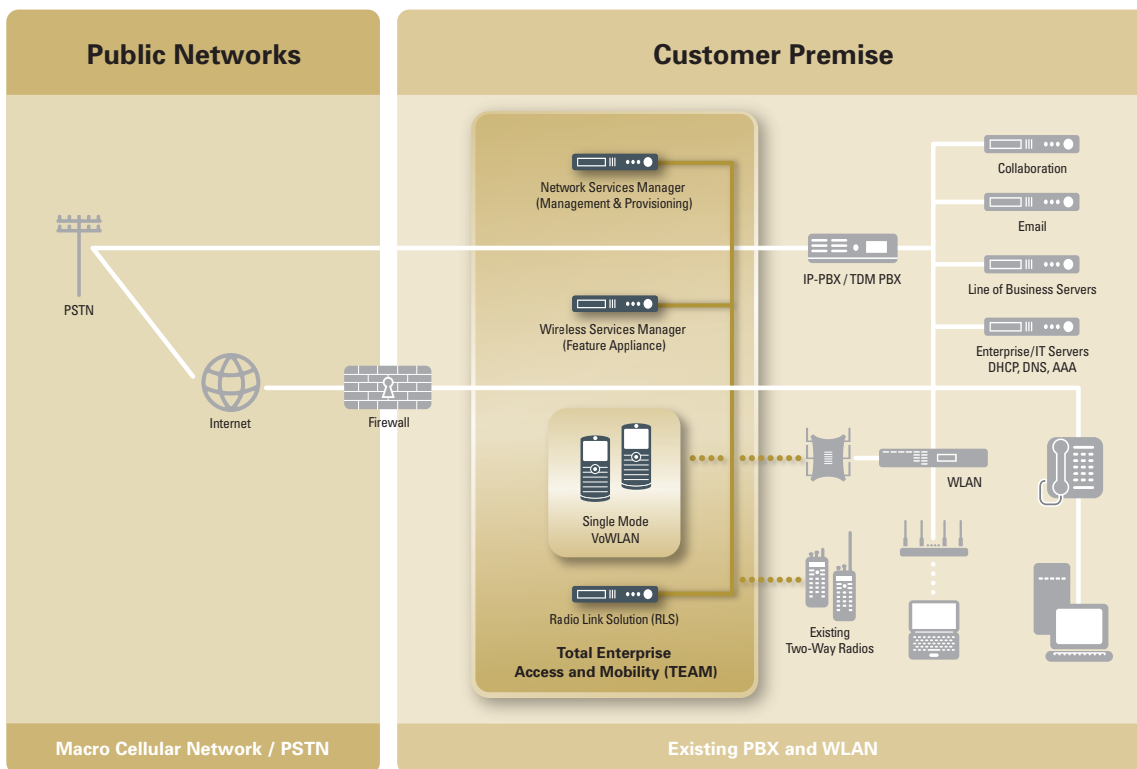 Public Networks
Customer Premise
PSTN
Internet
Firewall
Network Services Manager
(Management & Provisioning)
Wireless Services Manager
(Feature Appliance)
Single Mode
VoWLAN
Radio Link Solution (RLS)
Total Enterprise
Access and Mobility (TEAM)
IP-PBX / TDM PBX
Collaboration
Email
Line of Business Servers
Enterprise/IT Servers
DHCP, DNS, AAA
WLAN
Existing
Two-Way Radios
Macro Cellular Network / PSTN
Existing PBX and WLAN